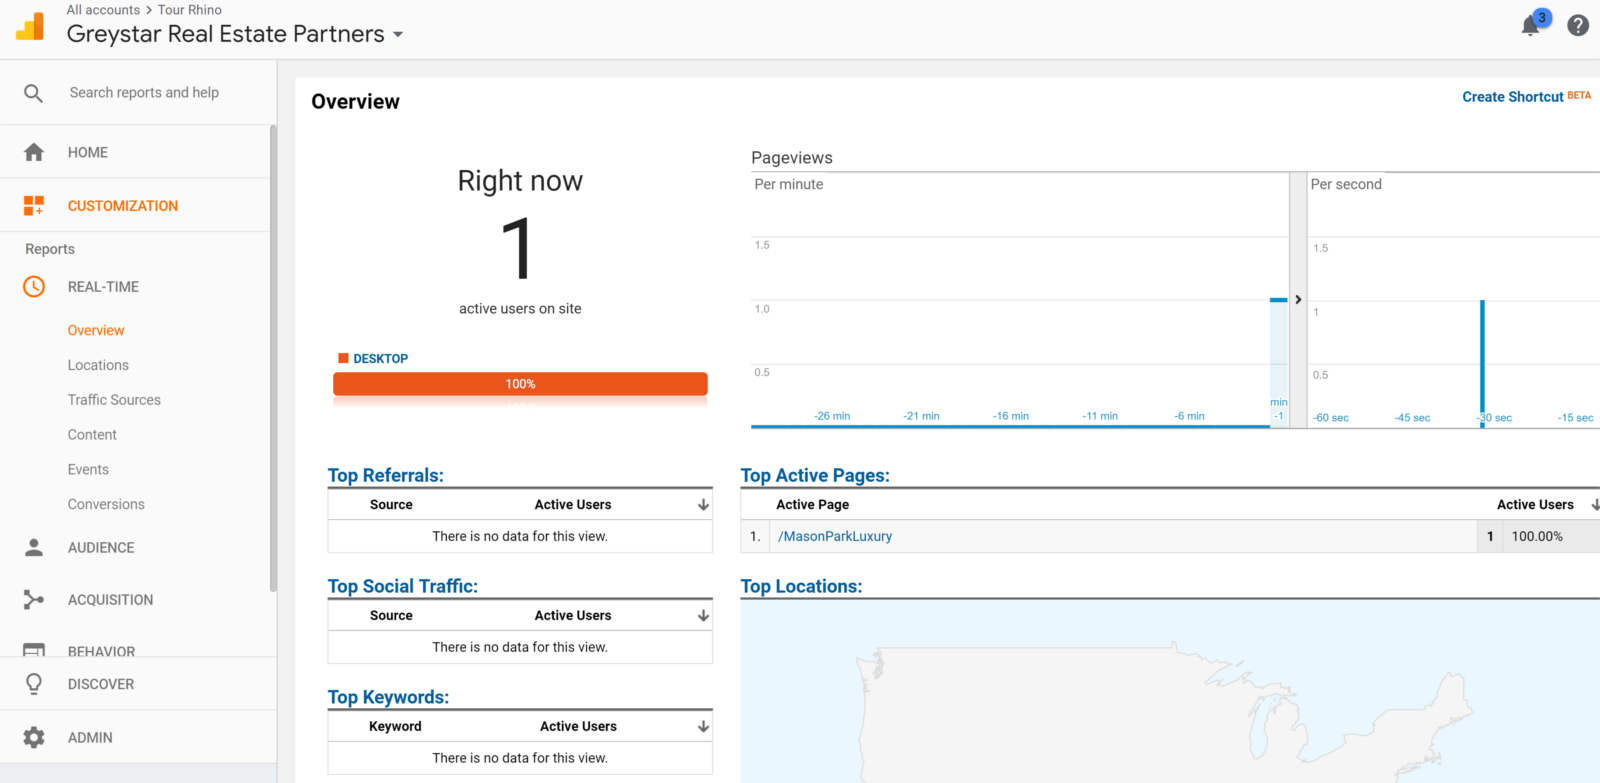 All accounts > Tour Rhino
Greystar Real Estate Partners
3
Search reports and help
HOME
CUSTOMIZATION
Reports
REAL-TIME
Overview
Locations
Traffic Sources
Content
Events
Conversions
AUDIENCE
ACQUISITION
BEHAVIOR
DISCOVER
ADMIN
Overview
Create Shortcut BETA
Right now
1
active users on site
DESKTOP
100%
Pageviews
Per minute
1.5
1.0
0.5
-26 min
-21 min
-16 min
-11 min
-6 min
min
-1
Per second
1.5
1
0.5
-60 sec
-45 sec
-30 sec
-15 sec
Top Referrals:
Source Active Users
There is no data for this view.
Top Active Pages:
Active Page Active Users
1. /MasonParkLuxury 1 100.00%
Top Social Traffic:
Source Active Users
There is no data for this view.
Top Locations:
Top Keywords:
Keyword Active Users
There is no data for this view.